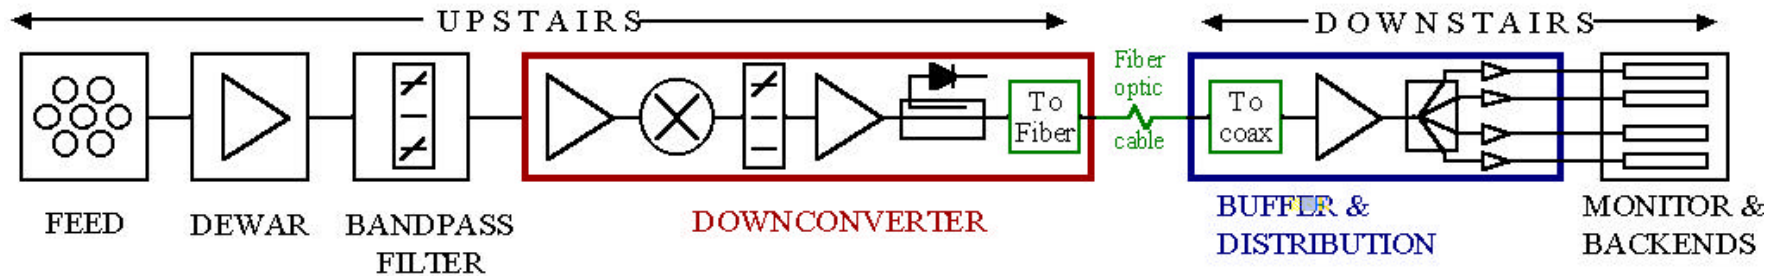 UPSTAIRS
DOWNSTAIRS
Fiber
optic
cable
To
Fiber
To
coax
FEED
DEWAR
BANDPASS
FILTER
DOWNCONVERTER
BUFFER &
DISTRIBUTION
MONITOR &
BACKENDS